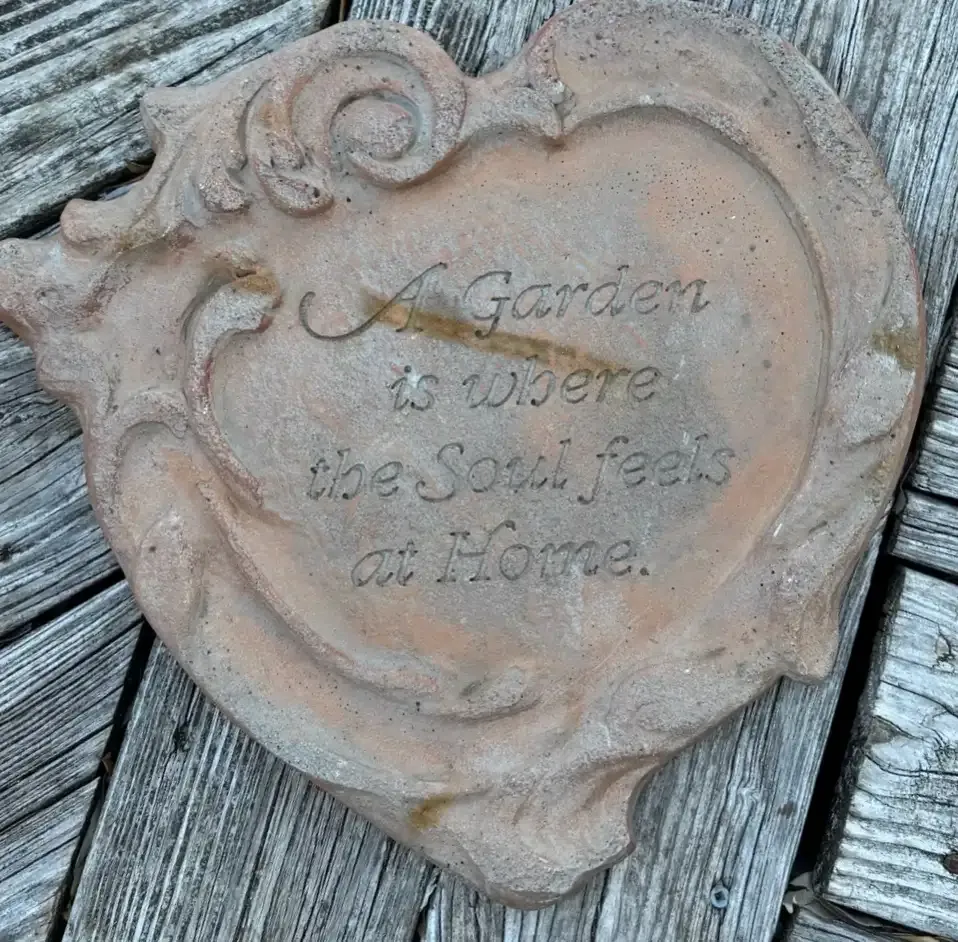 A Garden
is where
the Soul feels
at Home.